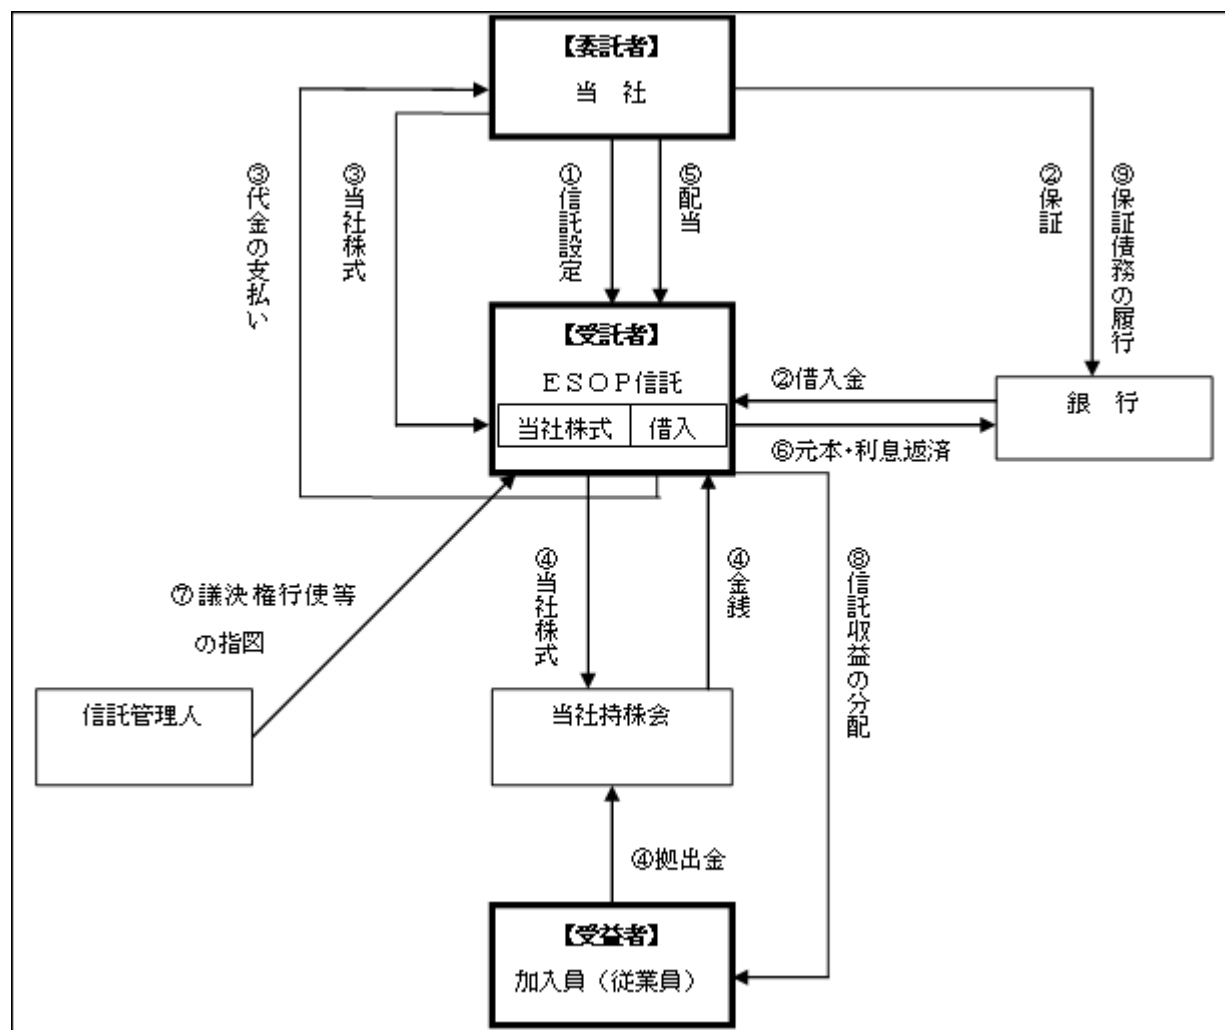 【委託者】
当　社
③代金の支払い
③当社株式
①信託設定
⑤配当
②保証
⑨保証債務の履行
【受託者】
ＥＳＯＰ信託
当社株式
借入
②借入金
銀　行
⑥元本・利息返済
⑦議決権行使等
の指図
④当社株式
④金銭
⑧信託収益の分配
信託管理人
当社持株会
④拠出金
【受益者】
加入員（従業員）